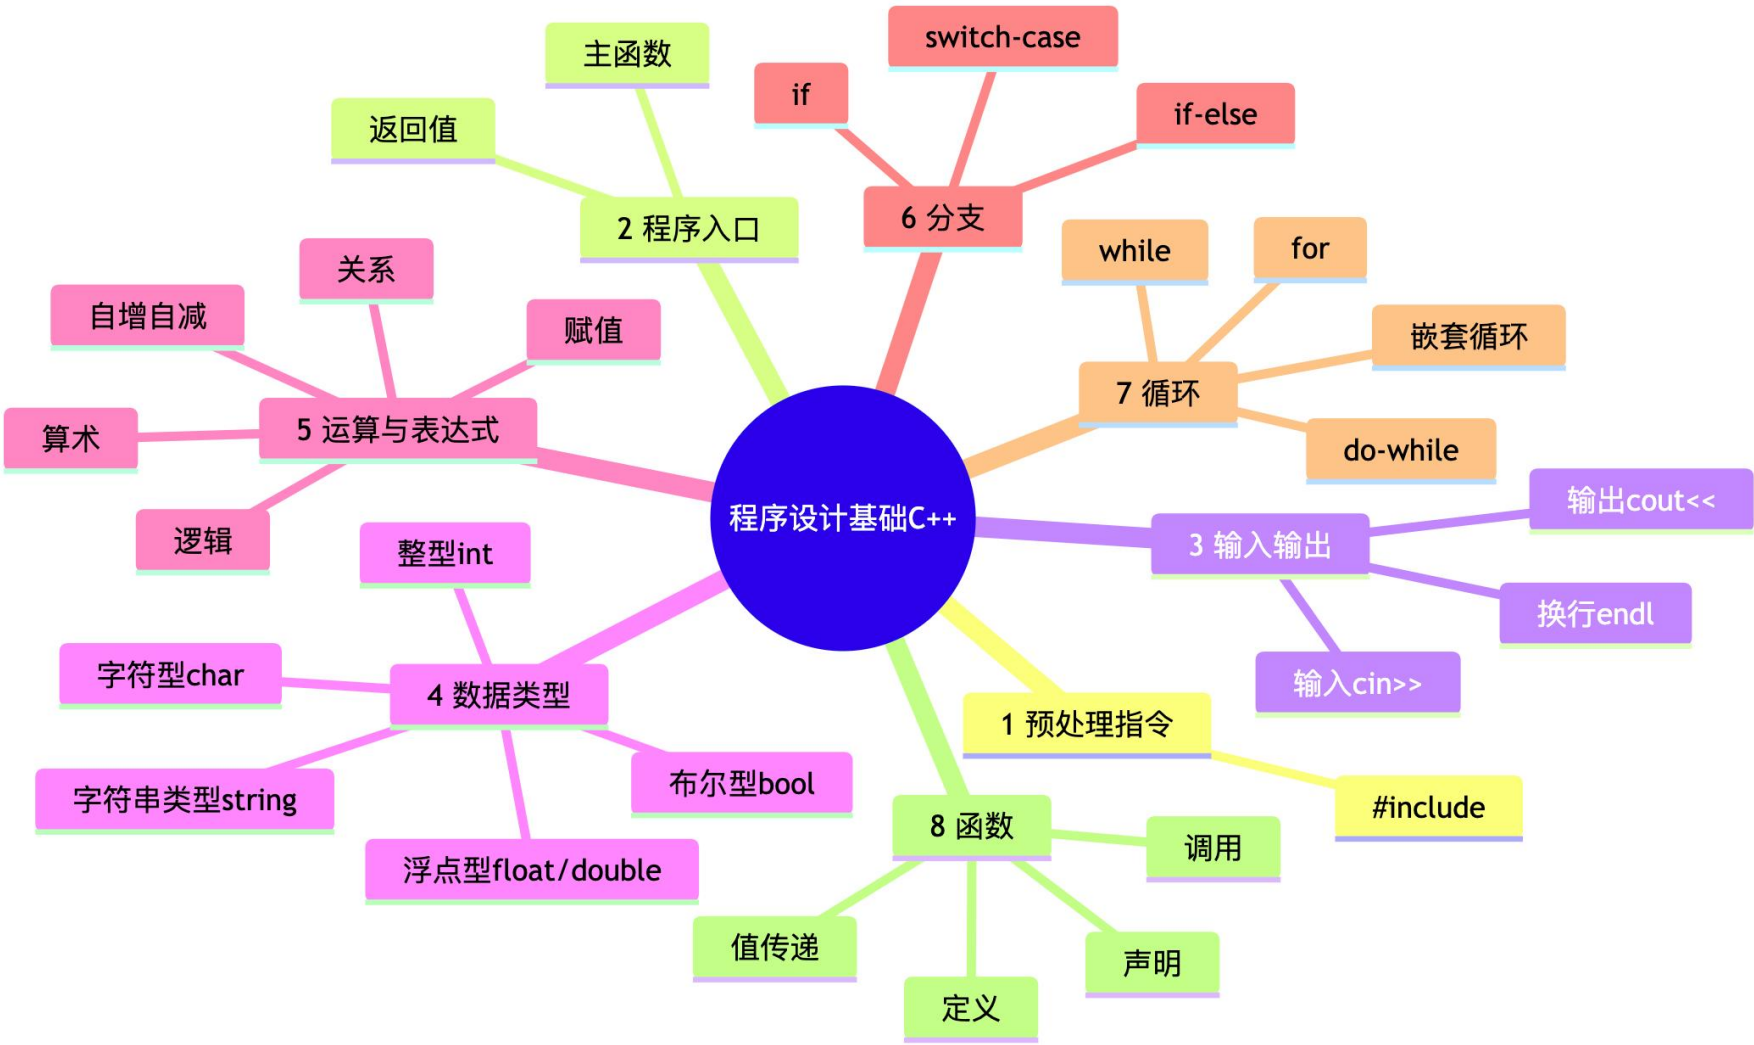 程序设计基础C++
1 预处理指令
#include
2 程序入口
主函数
返回值
3 输入输出
输出cout<<
换行endl
输入cin>>
4 数据类型
整型int
字符型char
字符串类型string
浮点型float/double
布尔型bool
5 运算与表达式
赋值
关系
自增自减
算术
逻辑
6 分支
if
switch-case
if-else
7 循环
while
for
嵌套循环
do-while
8 函数
调用
声明
定义
值传递